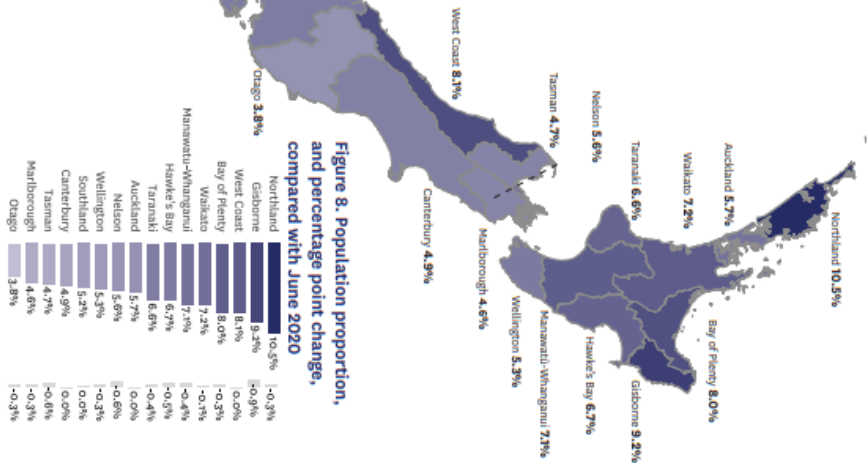 Northland 10.5%
Auckland 5.7%
Waikato 7.2%
Bay of Plenty 8.0%
Taranaki 6.6%
Gisborne 9.2%
Nelson 5.6%
Hawke's Bay 6.7%
Tasman 4.7%
Manawatū-Whanganui 7.1%
Wellington 5.3%
West Coast 8.1%
Marlborough 4.6%
Canterbury 4.9%
Otago 3.8%
Figure 8. Population proportion,
and percentage point change,
compared with June 2020
Northland 10.5% -0.3%
Gisborne 9.2% -0.9%
West Coast 8.1% 0.0%
Bay of Plenty 8.0% -0.3%
Waikato 7.2% -0.1%
Manawatu-Whanganui 7.1% -0.4%
Hawke's Bay 6.7% -0.5%
Taranaki 6.6% -0.4%
Auckland 5.7% 0.0%
Nelson 5.6% -0.6%
Wellington 5.3% -0.3%
Southland 5.2% 0.0%
Canterbury 4.9% 0.0%
Tasman 4.7% -0.6%
Marlborough 4.6% -0.3%
Otago 3.8% -0.3%